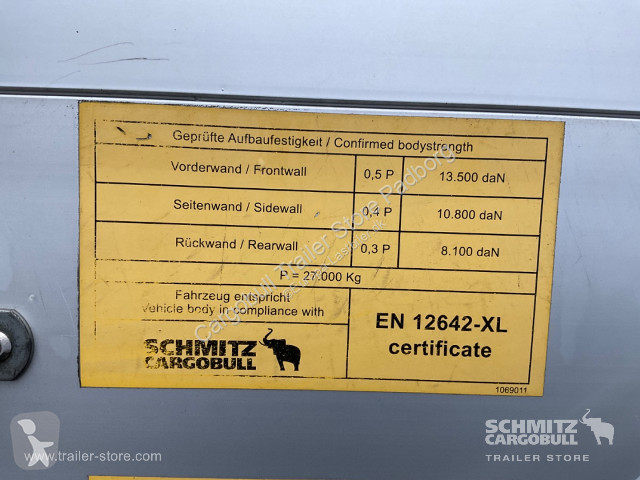 Geprüfte Aufbaufestigkeit / Confirmed bodystrength
Vorderwand / Frontwall 0,5 P 13.500 daN
Seitenwand / Sidewall 0,4 P 10.800 daN
Rückwand / Rearwall 0,3 P 8.100 daN
P = 27.000 Kg
Fahrzeug entspricht
vehicle body in compliance with
EN 12642-XL
certificate
SCHMITZ
CARGOBULL
1069011
Cargobull Trailer Store Padborg
www.trailer-store.com
SCHMITZ
CARGOBULL
TRAILER STORE